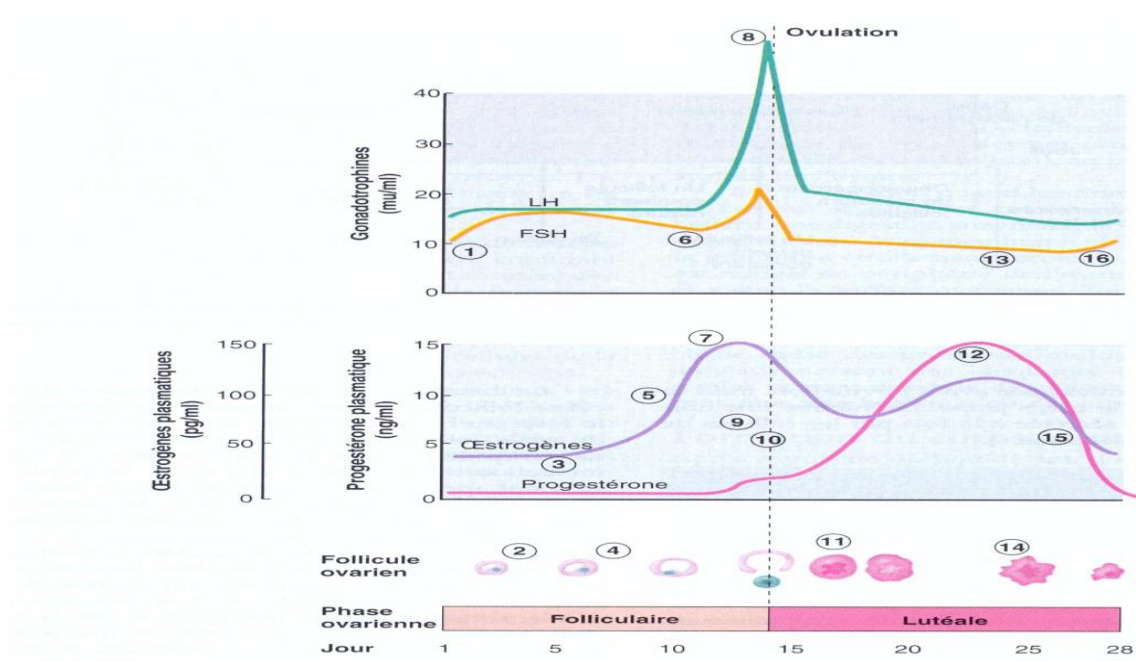 8
Ovulation
Gonadotrophines
(mu/ml)
40
30
20
10
0
LH
FSH
1
6
13
16
Œstrogènes plasmatiques
(pg/ml)
150
100
50
0
Progestérone plasmatique
(ng/ml)
15
10
5
0
7
5
9
10
12
15
Œstrogènes
3
Progestérone
Follicule
ovarien
2
4
11
14
Phase
ovarienne
Folliculaire
Lutéale
Jour
1
5
10
15
20
25
28